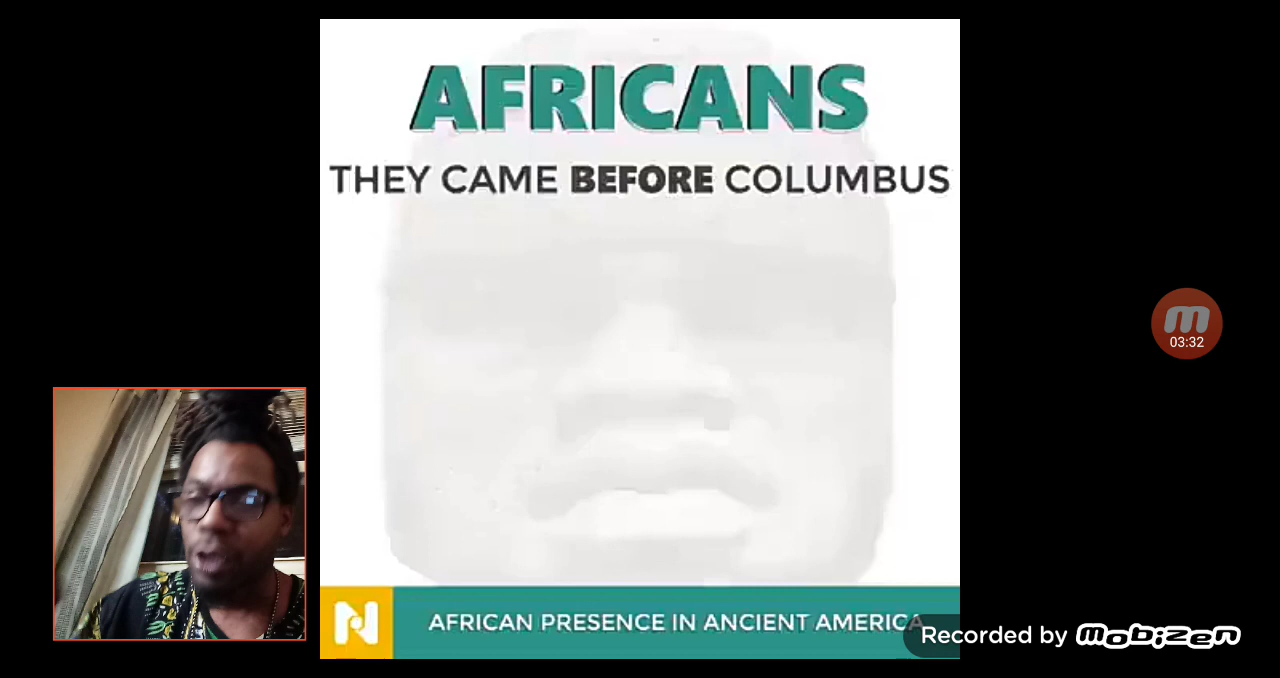 AFRICANS
THEY CAME BEFORE COLUMBUS
03:32
AFRICAN PRESENCE IN ANCIENT AMERICA
Recorded by mobizen